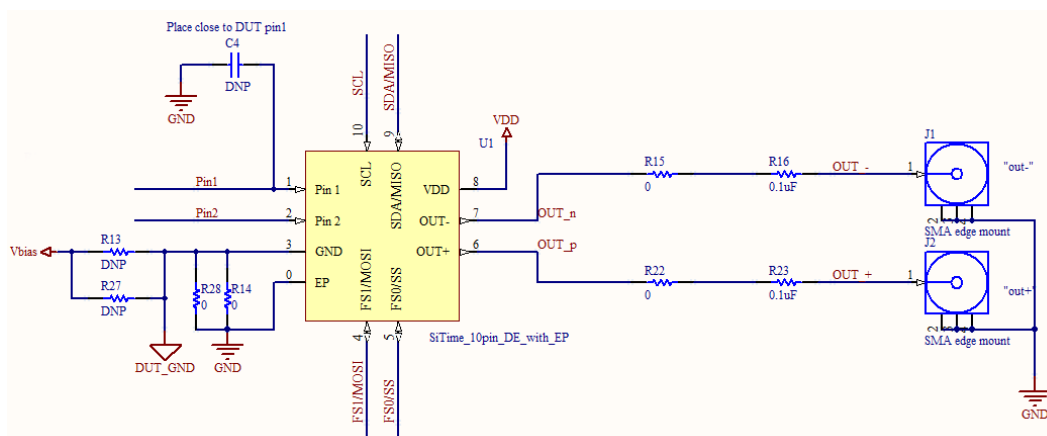 Place close to DUT pin1
C4
DNP
GND
SCL
SDA/MISO
10
9
VDD
U1
Pin1
1
Pin 1
SCL
SDA/MISO
VDD
8
Pin2
2
Pin 2
OUT-
7
OUT_n
R15
0
R16
0.1uF
OUT -
1
J1
"out-"
2
3
4
SMA edge mount
Vbias
R13
DNP
3
GND
OUT+
6
OUT_p
R27
DNP
R28
0
R14
0
0
EP
FS1/MOSI
FS0/SS
R22
0
R23
0.1uF
OUT +
1
J2
"out+"
2
3
4
SMA edge mount
DUT_GND
GND
4
5
SiTime_10pin_DE_with_EP
FS1/MOSI
FS0/SS
GND